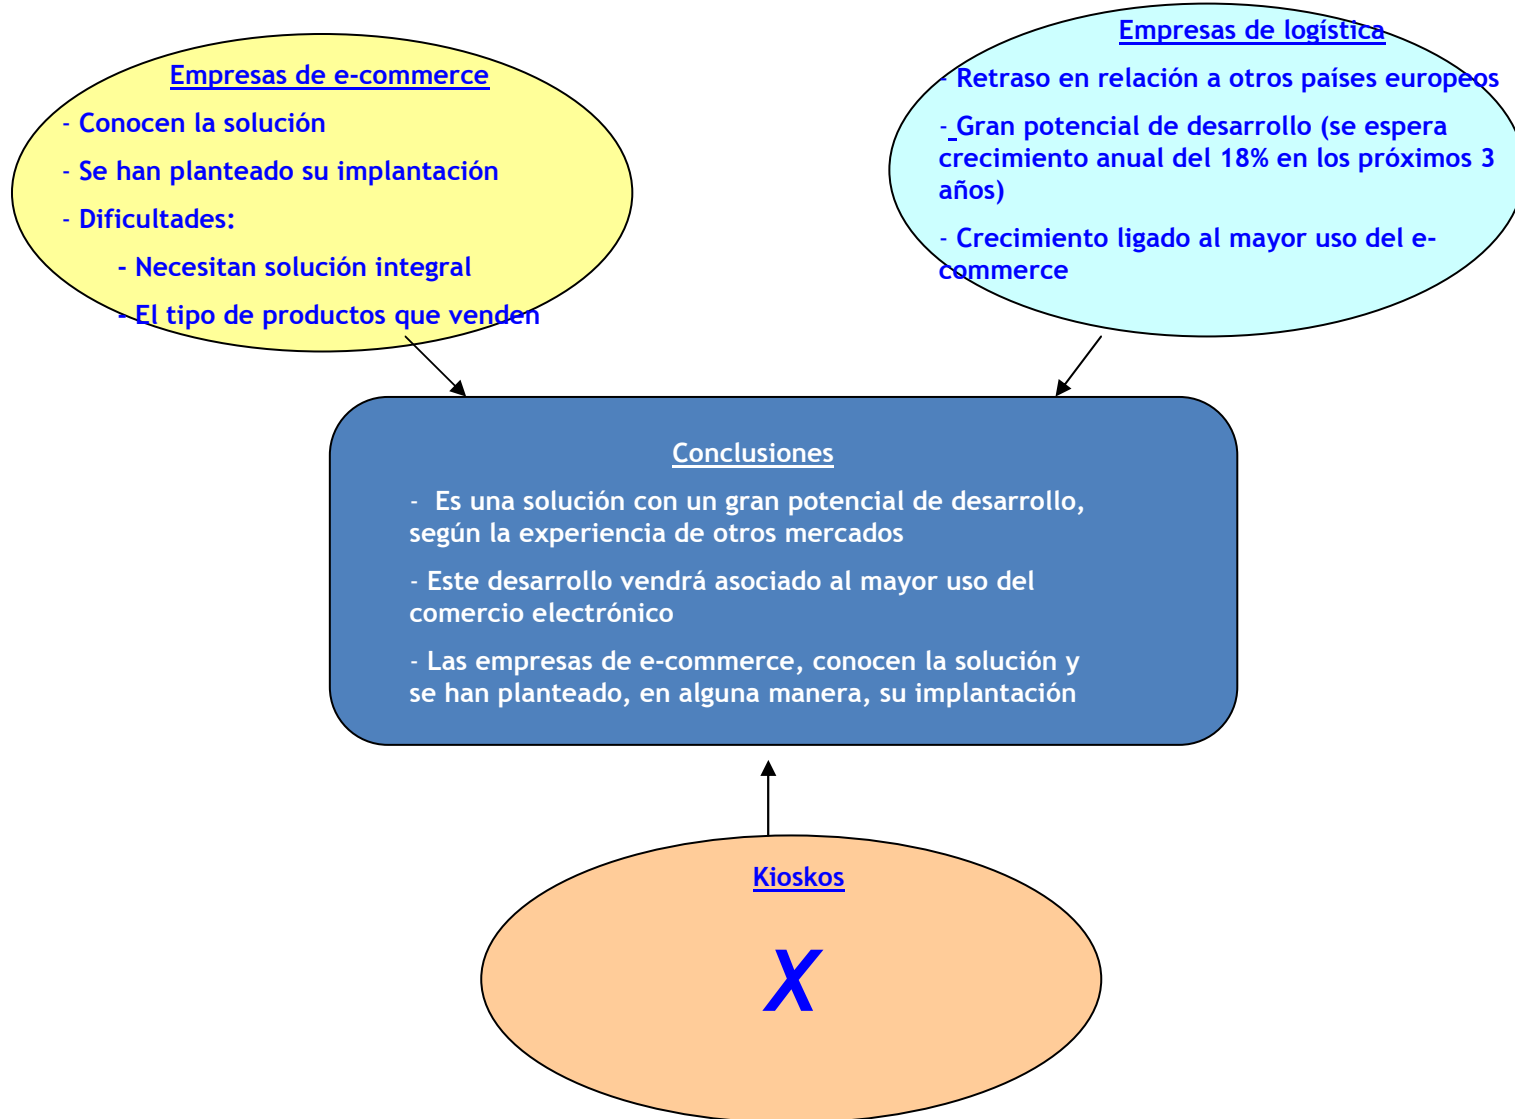 Empresas de e-commerce
- Conocen la solución
- Se han planteado su implantación
- Dificultades:
- Necesitan solución integral
- El tipo de productos que venden
Empresas de logística
- Retraso en relación a otros países europeos
- Gran potencial de desarrollo (se espera
crecimiento anual del 18% en los próximos 3
años)
- Crecimiento ligado al mayor uso del e-
commerce
Conclusiones
- Es una solución con un gran potencial de desarrollo,
según la experiencia de otros mercados
- Este desarrollo vendrá asociado al mayor uso del
comercio electrónico
- Las empresas de e-commerce, conocen la solución y
se han planteado, en alguna manera, su implantación
Kioskos
X